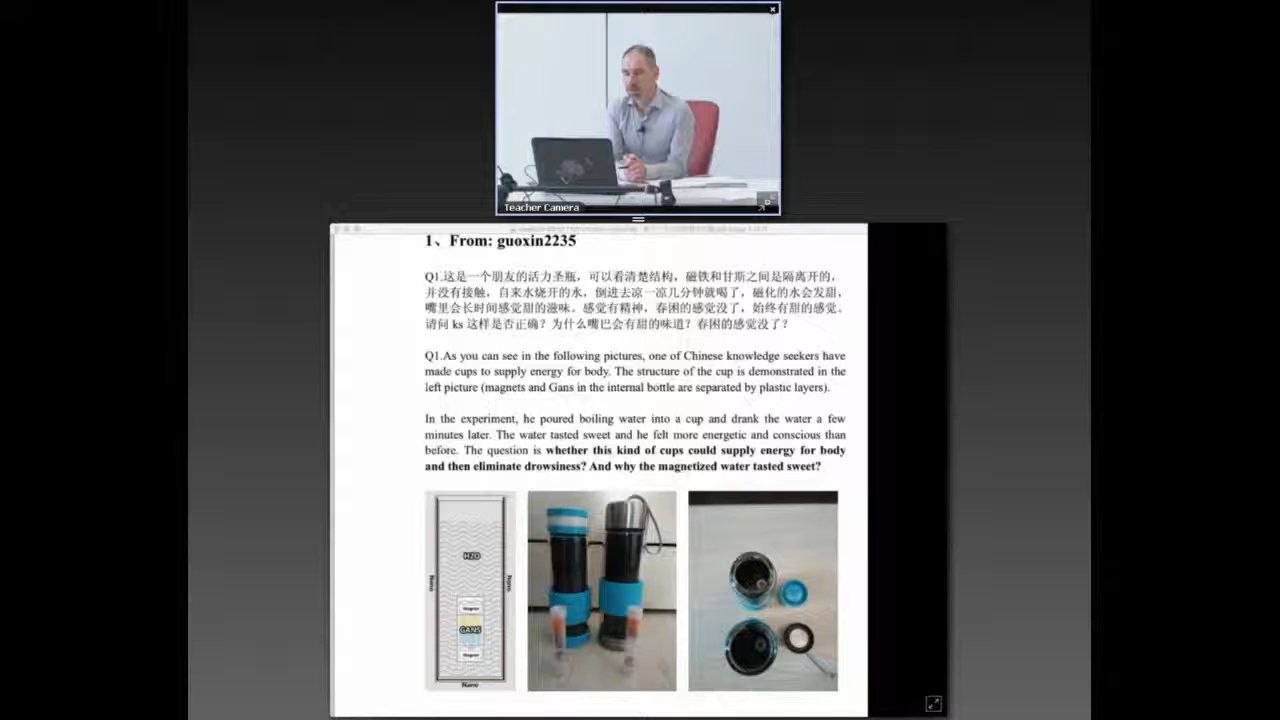 Teacher Camera
1、From: guoxin2235
Q1.这是一个朋友的活力圣瓶，可以看清楚结构，磁铁和甘斯之间是隔离开的，
并没有接触，自来水烧开的水，倒进去凉一凉几分钟就喝了，磁化的水会发甜，
嘴里会长时间感觉甜的滋味。感觉有精神，春困的感觉没了，始终有甜的感觉。
请问 ks 这样是否正确？为什么嘴巴会有甜的味道？春困的感觉没了？
Q1.As you can see in the following pictures, one of Chinese knowledge seekers have
made cups to supply energy for body. The structure of the cup is demonstrated in the
left picture (magnets and Gans in the internal bottle are separated by plastic layers).
In the experiment, he poured boiling water into a cup and drank the water a few
minutes later. The water tasted sweet and he felt more energetic and conscious than
before. The question is whether this kind of cups could supply energy for body
and then eliminate drowsiness? And why the magnetized water tasted sweet?
H2O
Nano
Nano
Magnet
GANS
Magnet
Nano